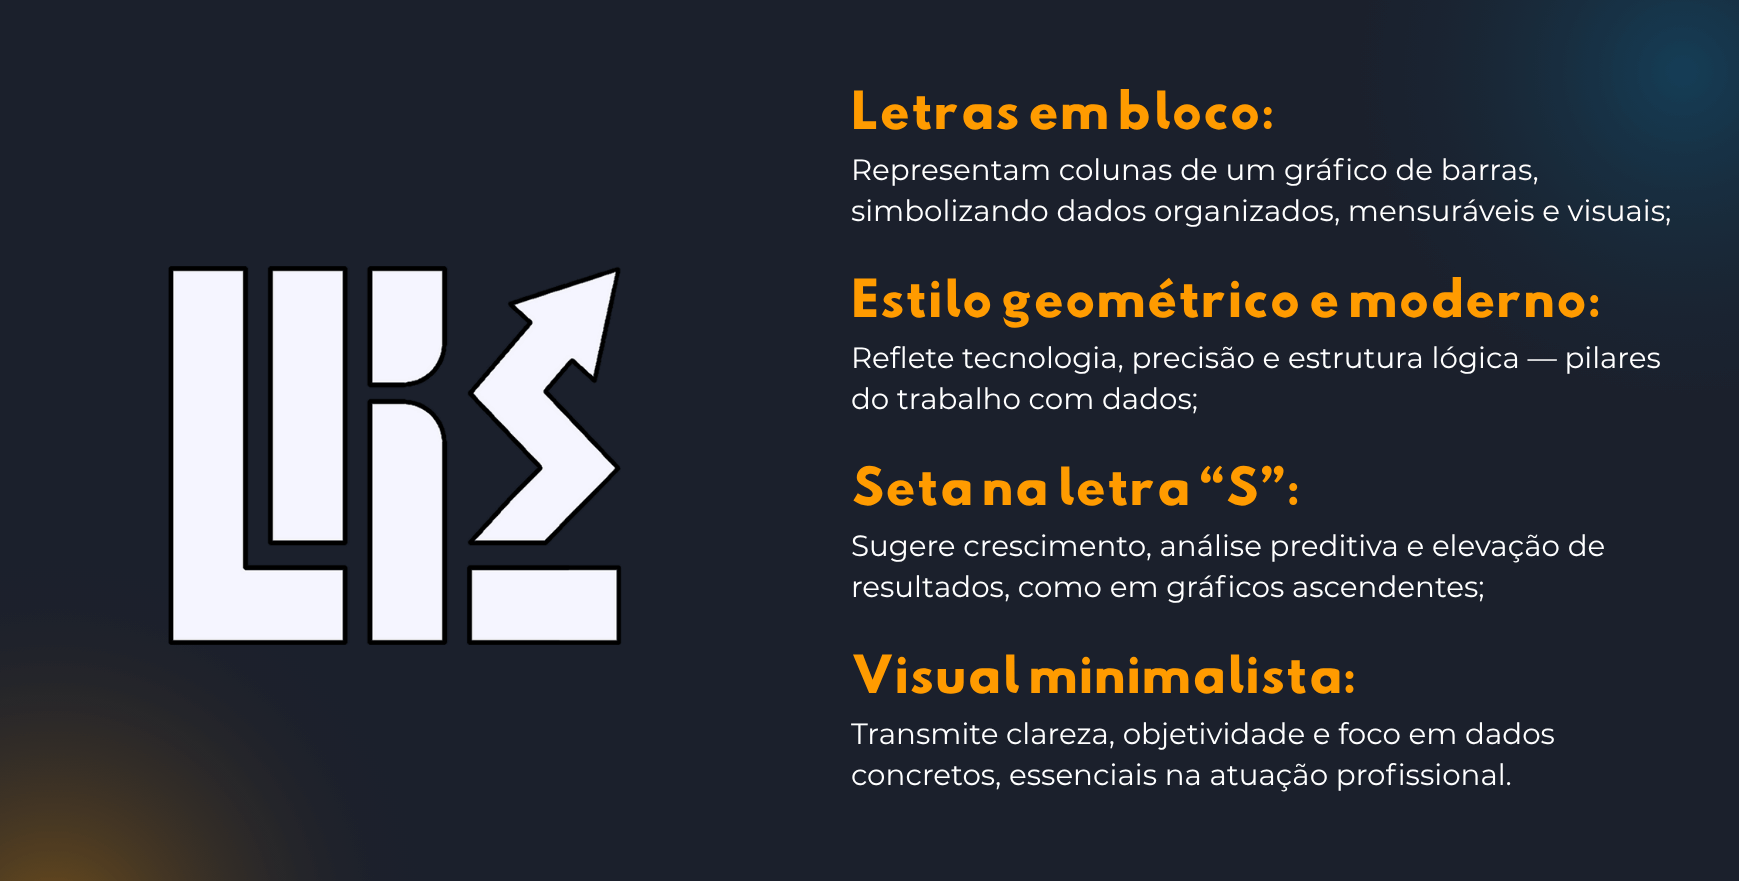 Letras em bloco:
Representam colunas de um gráfico de barras,
simbolizando dados organizados, mensuráveis e visuais;
Estilo geométrico e moderno:
Reflete tecnologia, precisão e estrutura lógica — pilares
do trabalho com dados;
Seta na letra “S”:
Sugere crescimento, análise preditiva e elevação de
resultados, como em gráficos ascendentes;
Visual minimalista:
Transmite clareza, objetividade e foco em dados
concretos, essenciais na atuação profissional.